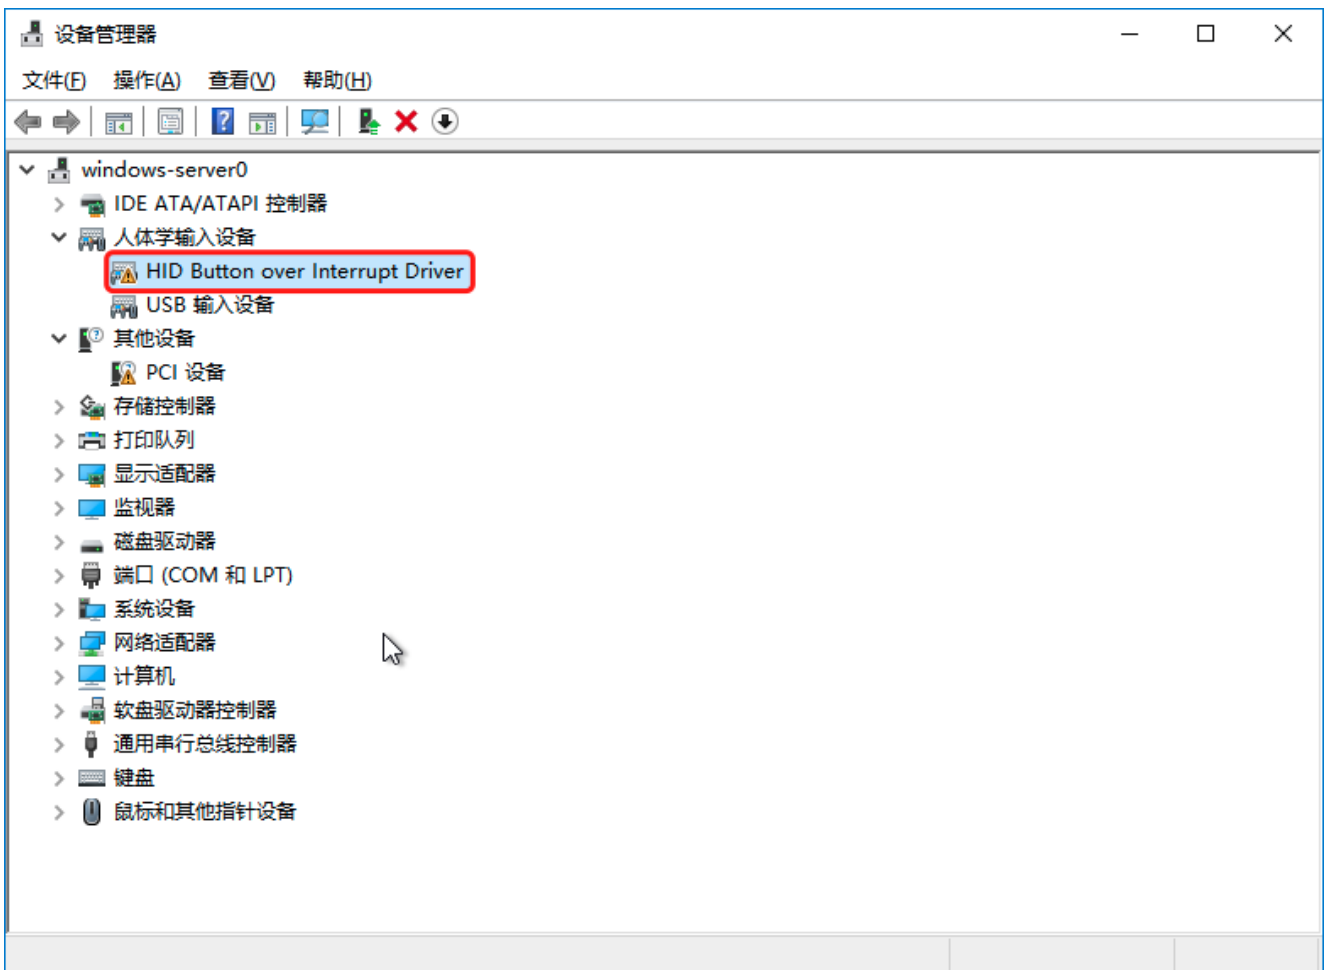 设备管理器
文件(F) 操作(A) 查看(V) 帮助(H)
windows-server0
IDE ATA/ATAPI 控制器
人体学输入设备
HID Button over Interrupt Driver
USB 输入设备
其他设备
PCI 设备
存储控制器
打印队列
显示适配器
监视器
磁盘驱动器
端口 (COM 和 LPT)
系统设备
网络适配器
计算机
软盘驱动器控制器
通用串行总线控制器
键盘
鼠标和其他指针设备